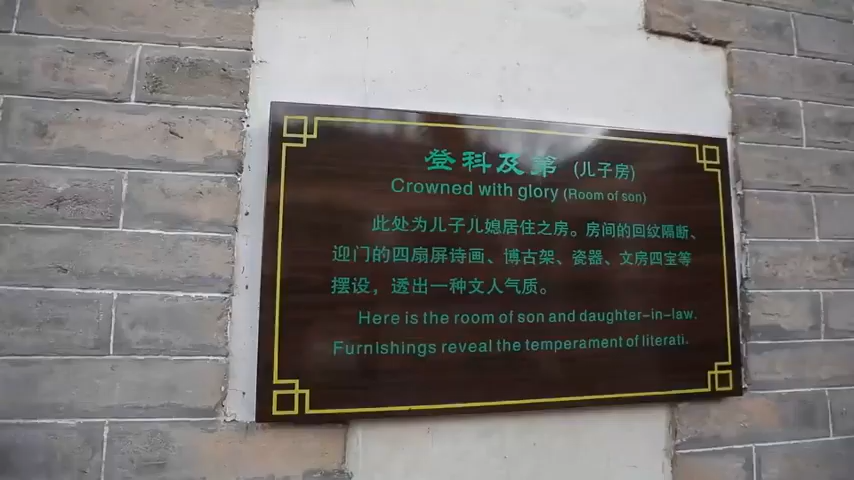 登科及第 (儿子房)
Crowned with glory (Room of son)
此处为儿子儿媳居住之房。房间的回纹隔断、
迎门的四扇屏诗画、博古架、瓷器、文房四宝等
摆设，透出一种文人气质。
Here is the room of son and daughter-in-law.
Furnishings reveal the temperament of literati.